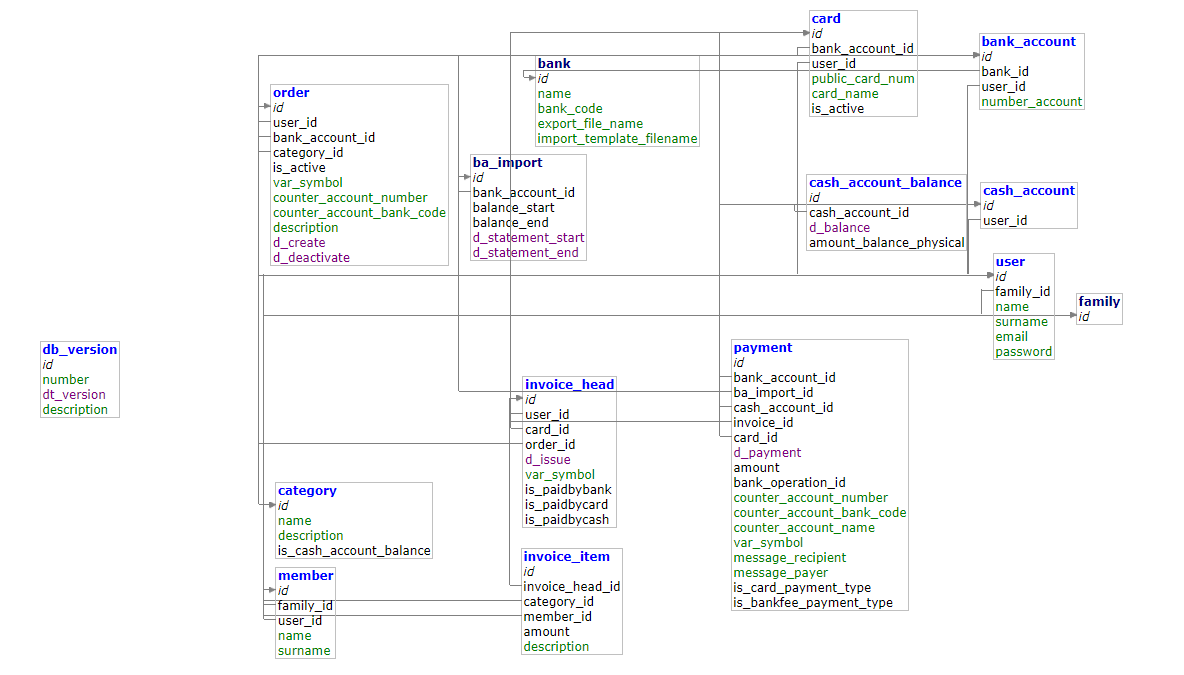 card
id
bank_account_id
user_id
public_card_num
card_name
is_active
bank_account
id
bank_id
user_id
number_account
bank
id
name
bank_code
export_file_name
import_template_filename
order
id
user_id
bank_account_id
category_id
is_active
var_symbol
counter_account_number
counter_account_bank_code
description
d_create
d_deactivate
ba_import
id
bank_account_id
balance_start
balance_end
d_statement_start
d_statement_end
cash_account_balance
id
cash_account_id
d_balance
amount_balance_physical
cash_account
id
user_id
user
id
family_id
name
surname
email
password
family
id
db_version
id
number
dt_version
description
payment
id
bank_account_id
ba_import_id
cash_account_id
invoice_id
card_id
d_payment
amount
bank_operation_id
counter_account_number
counter_account_bank_code
counter_account_name
var_symbol
message_recipient
message_payer
is_card_payment_type
is_bankfee_payment_type
invoice_head
id
user_id
card_id
order_id
d_issue
var_symbol
is_paidbybank
is_paidbycard
is_paidbycash
category
id
name
description
is_cash_account_balance
invoice_item
id
invoice_head_id
category_id
member_id
amount
description
member
id
family_id
user_id
name
surname